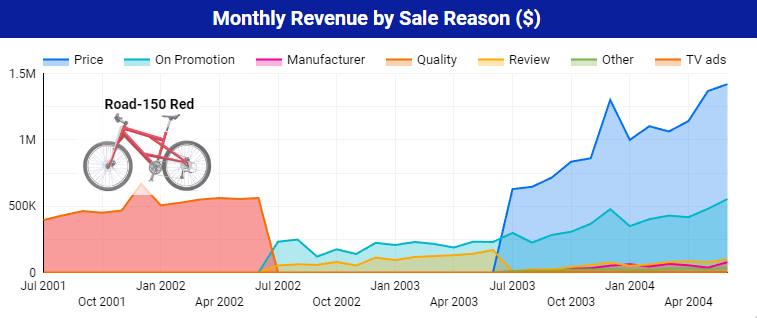 Monthly Revenue by Sale Reason ($)
Price On Promotion Manufacturer Quality Review Other TV ads
1.5M
Road-150 Red
1M
500K
0
Jul 2001 Jan 2002 Jul 2002 Jan 2003 Jul 2003 Jan 2004
Oct 2001 Apr 2002 Oct 2002 Apr 2003 Oct 2003 Apr 2004